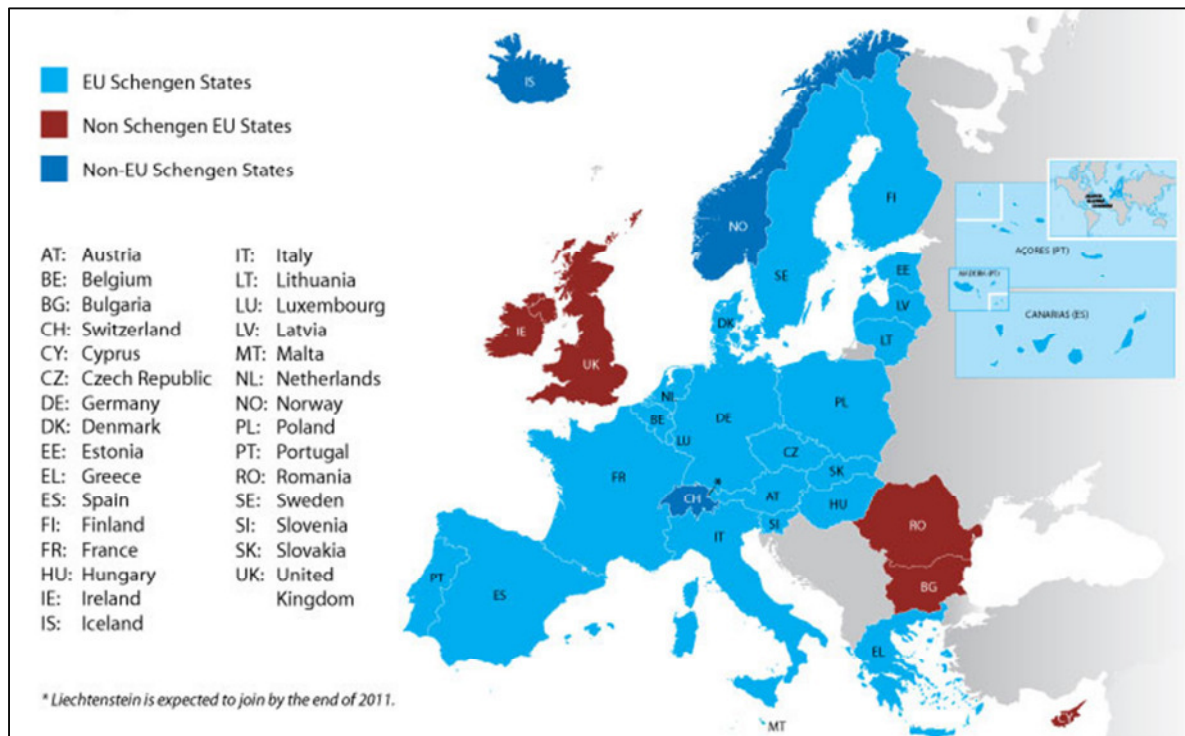 EU Schengen States
Non Schengen EU States
Non-EU Schengen States
AT: Austria
BE: Belgium
BG: Bulgaria
CH: Switzerland
CY: Cyprus
CZ: Czech Republic
DE: Germany
DK: Denmark
EE: Estonia
EL: Greece
ES: Spain
FI: Finland
FR: France
HU: Hungary
IE: Ireland
IS: Iceland
IT: Italy
LT: Lithuania
LU: Luxembourg
LV: Latvia
MT: Malta
NL: Netherlands
NO: Norway
PL: Poland
PT: Portugal
RO: Romania
SE: Sweden
SI: Slovenia
SK: Slovakia
UK: United
Kingdom
* Liechtenstein is expected to join by the end of 2011.
IS
NO
FI
SE
EE
LV
LT
DK
IE
UK
NL
BE
DE
PL
LU
CZ
SK
FR
CH
*
AT
HU
SI
IT
RO
BG
PT
ES
EL
MT
CY
AÇORES (PT)
MADEIRA (PT)
CANARIAS (ES)